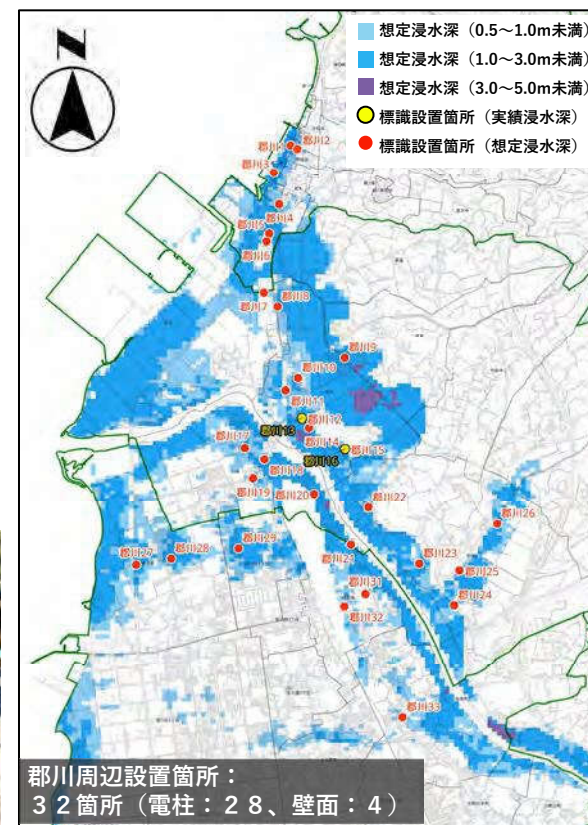 N
想定浸水深（0.5～1.0m未満）
想定浸水深（1.0～3.0m未満）
想定浸水深（3.0～5.0m未満）
標識設置箇所（実績浸水深）
標識設置箇所（想定浸水深）
郡川1
郡川2
郡川3
郡川4
郡川5
郡川6
郡川7
郡川8
郡川9
郡川10
郡川11
郡川12
郡川13
郡川14
郡川15
郡川16
郡川17
郡川18
郡川19
郡川20
郡川21
郡川22
郡川23
郡川24
郡川25
郡川26
郡川27
郡川28
郡川29
郡川31
郡川32
郡川33
郡川周辺設置箇所：
３２箇所（電柱：２８、壁面：４）